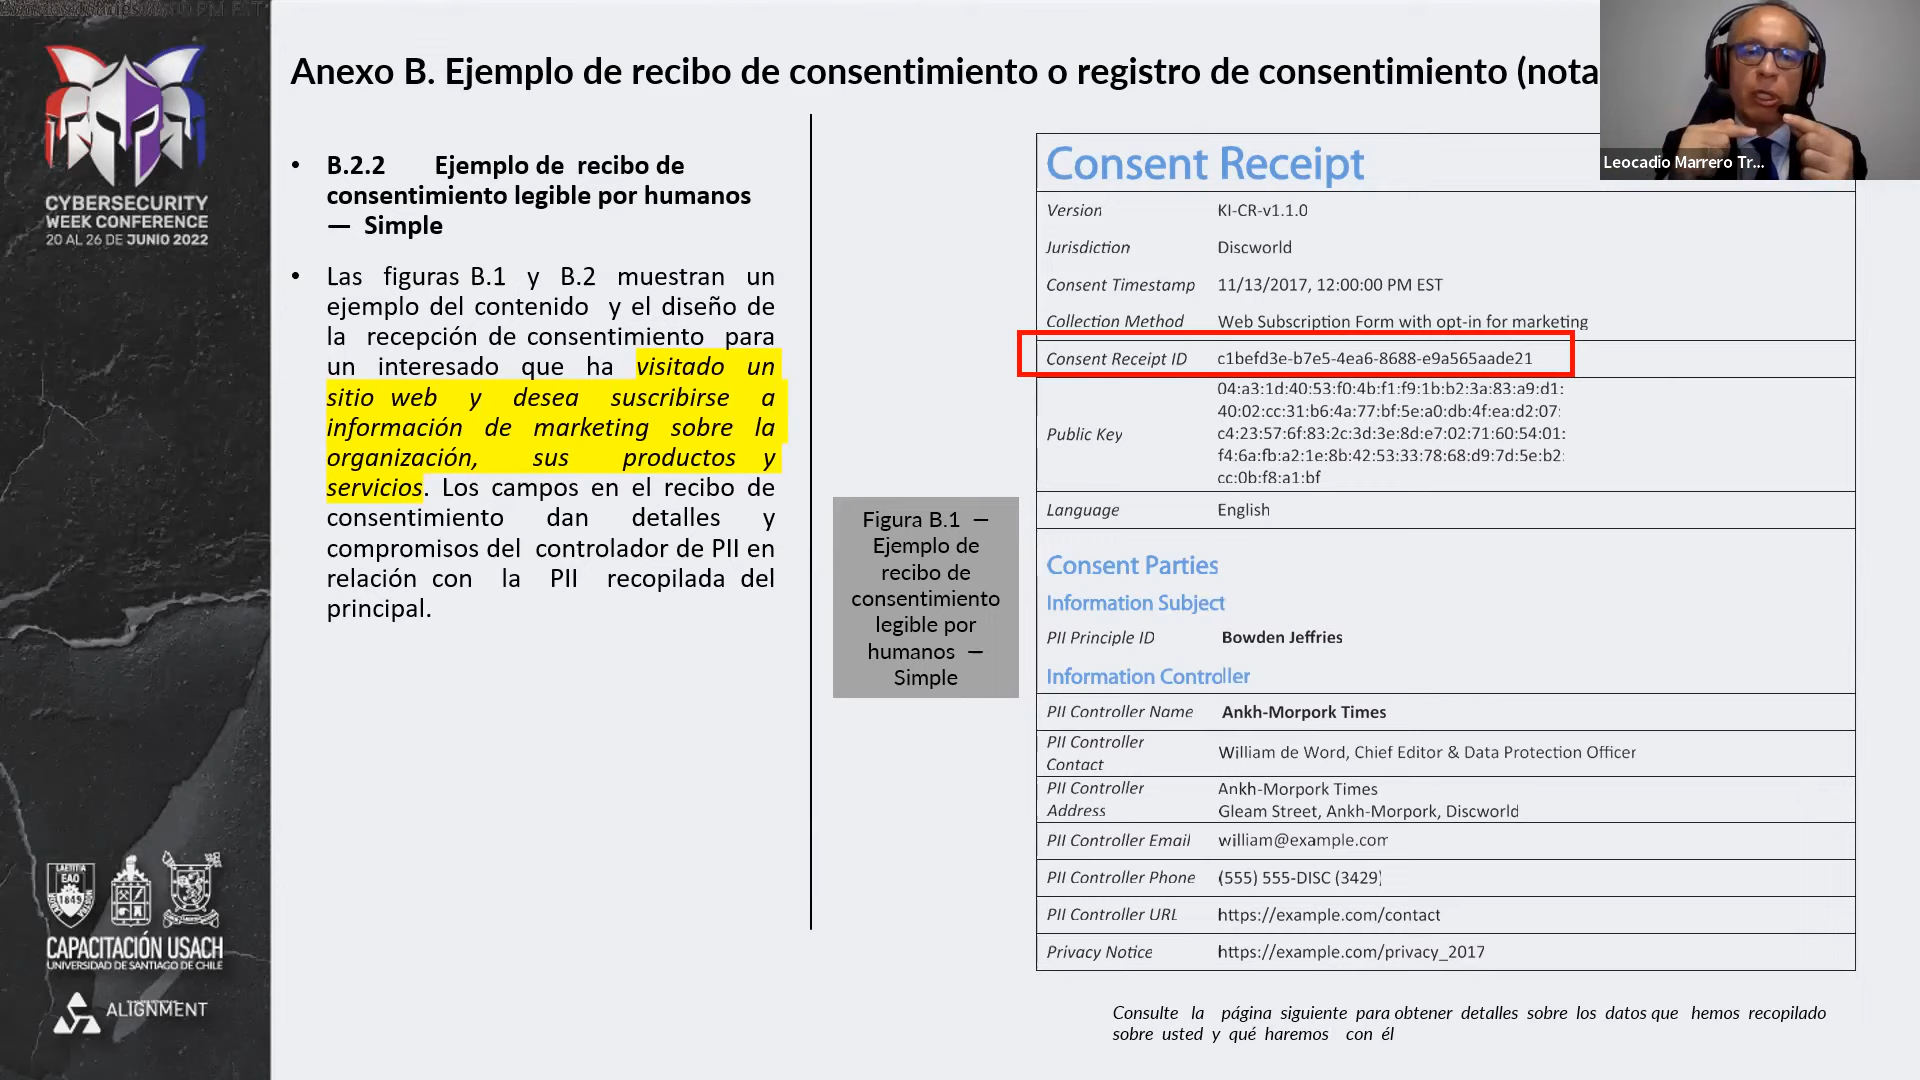 CYBERSECURITY
WEEK CONFERENCE
20 AL 26 DE JUNIO 2022
LAETITIA
EAO
1849
CAPACITACIÓN USACH
UNIVERSIDAD DE SANTIAGO DE CHILE
ALIGNMENT
Anexo B. Ejemplo de recibo de consentimiento o registro de consentimiento (nota
Leocadio Marrero Tr...
• B.2.2 Ejemplo de recibo de
consentimiento legible por humanos
— Simple
• Las figuras B.1 y B.2 muestran un
ejemplo del contenido y el diseño de
la recepción de consentimiento para
un interesado que ha visitado un
sitio web y desea suscribirse a
información de marketing sobre la
organización, sus productos y
servicios. Los campos en el recibo de
consentimiento dan detalles y
compromisos del controlador de PII en
relación con la PII recopilada del
principal.
Figura B.1 —
Ejemplo de
recibo de
consentimiento
legible por
humanos —
Simple
Consent Receipt
Version KI-CR-v1.1.0
Jurisdiction Discworld
Consent Timestamp 11/13/2017, 12:00:00 PM EST
Collection Method Web Subscription Form with opt-in for marketing
Consent Receipt ID c1befd3e-b7e5-4ea6-8688-e9a565aade21
Public Key
04:a3:1d:40:53:f0:4b:f1:f9:1b:b2:3a:83:a9:d1:
40:02:cc:31:b6:4a:77:bf:5e:a0:db:4f:ea:d2:07:
c4:23:57:6f:83:2c:3d:3e:8d:e7:02:71:60:54:01:
f4:6a:fb:a2:1e:8b:42:53:33:78:68:d9:7d:5e:b2:
cc:0b:f8:a1:bf
Language English
Consent Parties
Information Subject
PII Principle ID Bowden Jeffries
Information Controller
PII Controller Name Ankh-Morpork Times
PII Controller
Contact
William de Word, Chief Editor & Data Protection Officer
PII Controller
Address
Ankh-Morpork Times
Gleam Street, Ankh-Morpork, Discworld
PII Controller Email william@example.com
PII Controller Phone (555) 555-DISC (3429)
PII Controller URL https://example.com/contact
Privacy Notice https://example.com/privacy_2017
Consulte la página siguiente para obtener detalles sobre los datos que hemos recopilado
sobre usted y qué haremos con él